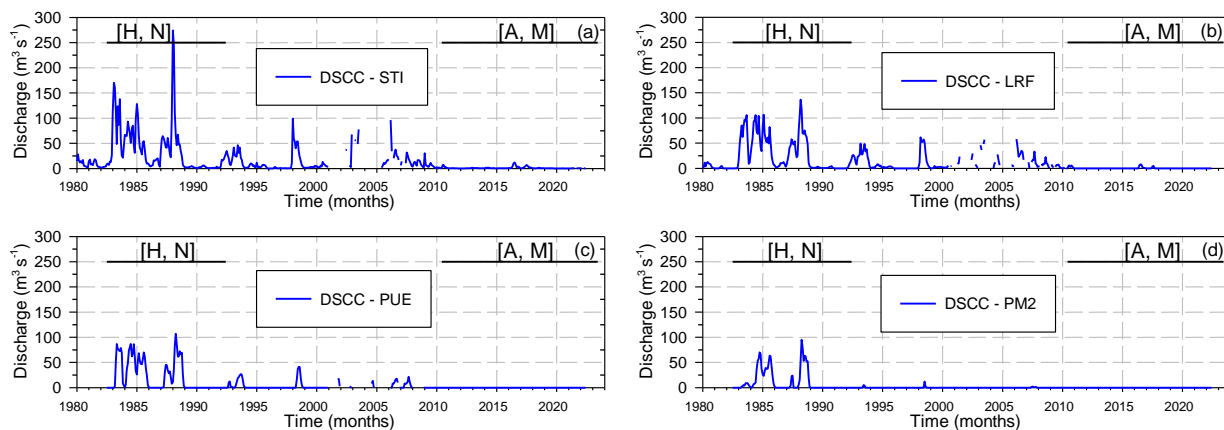 [H, N] [A, M] (a)
DSCC - STI
Discharge (m³ s⁻¹)
300
250
200
150
100
50
0
1980 1985 1990 1995 2000 2005 2010 2015 2020
Time (months)
[H, N] [A, M] (b)
DSCC - LRF
Discharge (m³ s⁻¹)
300
250
200
150
100
50
0
1980 1985 1990 1995 2000 2005 2010 2015 2020
Time (months)
[H, N] [A, M] (c)
DSCC - PUE
Discharge (m³ s⁻¹)
300
250
200
150
100
50
0
1980 1985 1990 1995 2000 2005 2010 2015 2020
Time (months)
[H, N] [A, M] (d)
DSCC - PM2
Discharge (m³ s⁻¹)
300
250
200
150
100
50
0
1980 1985 1990 1995 2000 2005 2010 2015 2020
Time (months)